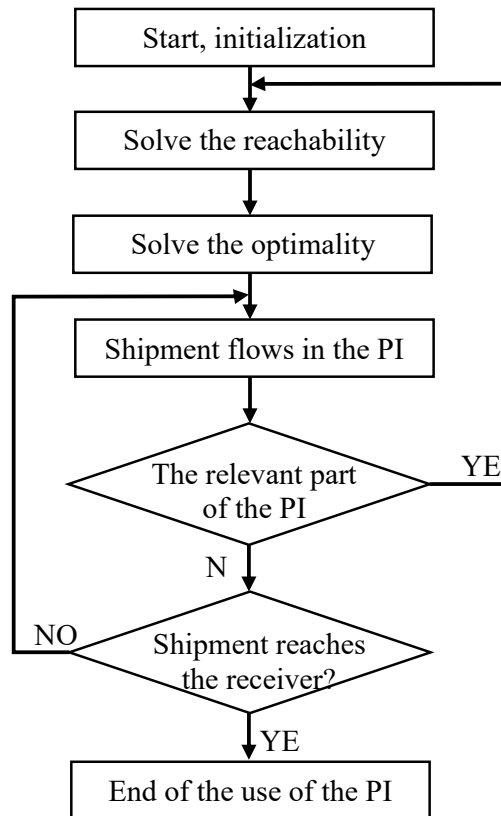 Start, initialization
Solve the reachability
Solve the optimality
Shipment flows in the PI
The relevant part
of the PI
YE
N
NO
Shipment reaches
the receiver?
YE
End of the use of the PI